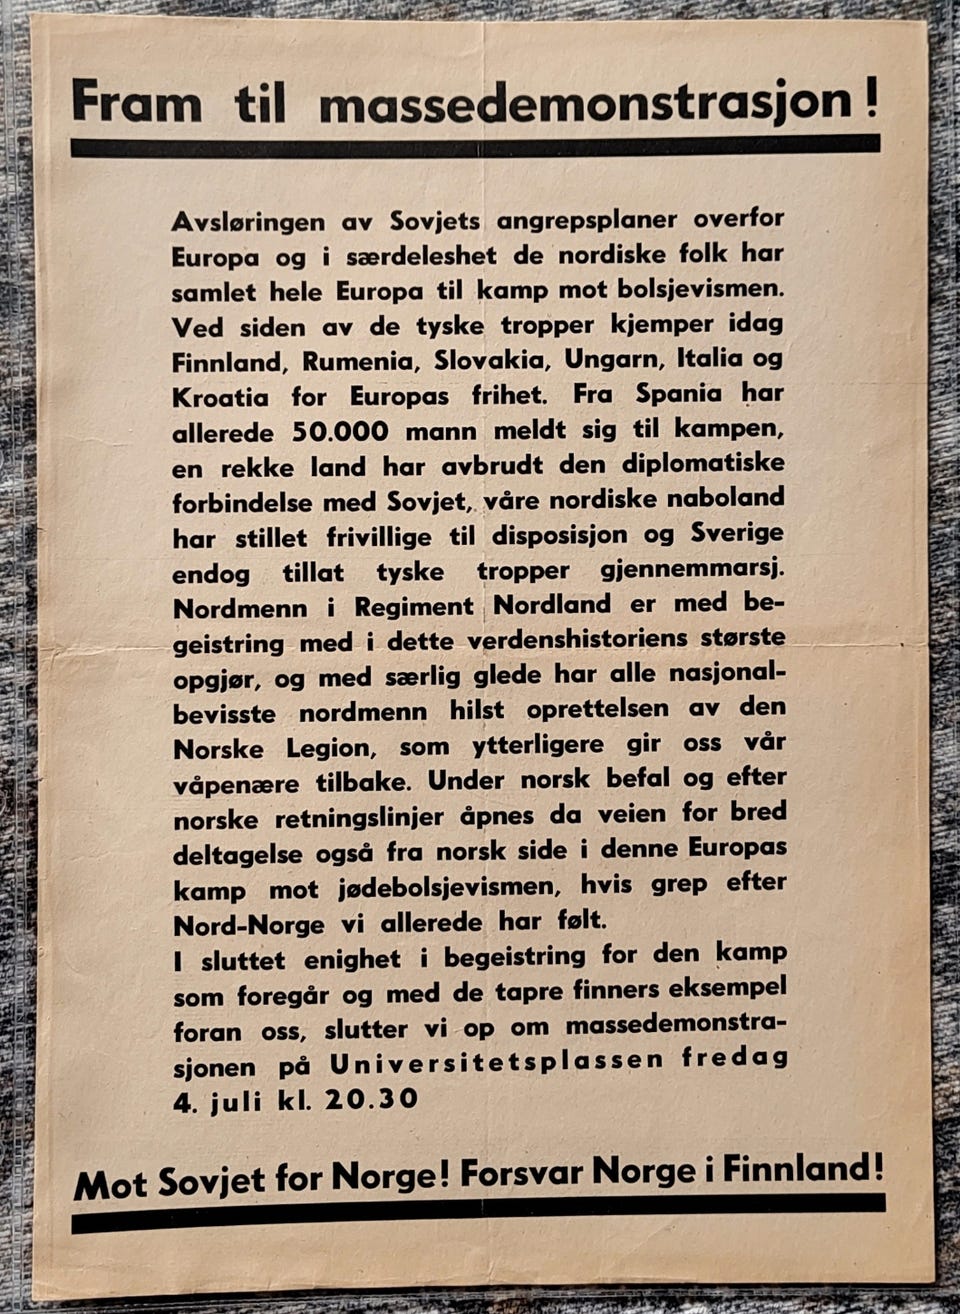 Fram til massedemonstrasjon!
Avsløringen av Sovjets angrepsplaner overfor
Europa og i særdeleshet de nordiske folk har
samlet hele Europa til kamp mot bolsjevismen.
Ved siden av de tyske tropper kjemper idag
Finnland, Rumenia, Slovakia, Ungarn, Italia og
Kroatia for Europas frihet. Fra Spania har
allerede 50.000 mann meldt sig til kampen,
en rekke land har avbrudt den diplomatiske
forbindelse med Sovjet, våre nordiske naboland
har stillet frivillige til disposisjon og Sverige
endog tillat tyske tropper gjennemmarsj.
Nordmenn i Regiment Nordland er med be-
geistring med i dette verdenshistoriens største
opgjør, og med særlig glede har alle nasjonal-
bevisste nordmenn hilst oprettelsen av den
Norske Legion, som ytterligere gir oss vår
våpenære tilbake. Under norsk befal og efter
norske retningslinjer åpnes da veien for bred
deltagelse også fra norsk side i denne Europas
kamp mot jødebolsjevismen, hvis grep efter
Nord-Norge vi allerede har følt.
I sluttet enighet i begeistring for den kamp
som foregår og med de tapre finners eksempel
foran oss, slutter vi op om massedemonstra-
sjonen på Universitetsplassen fredag
4. juli kl. 20.30
Mot Sovjet for Norge! Forsvar Norge i Finnland!